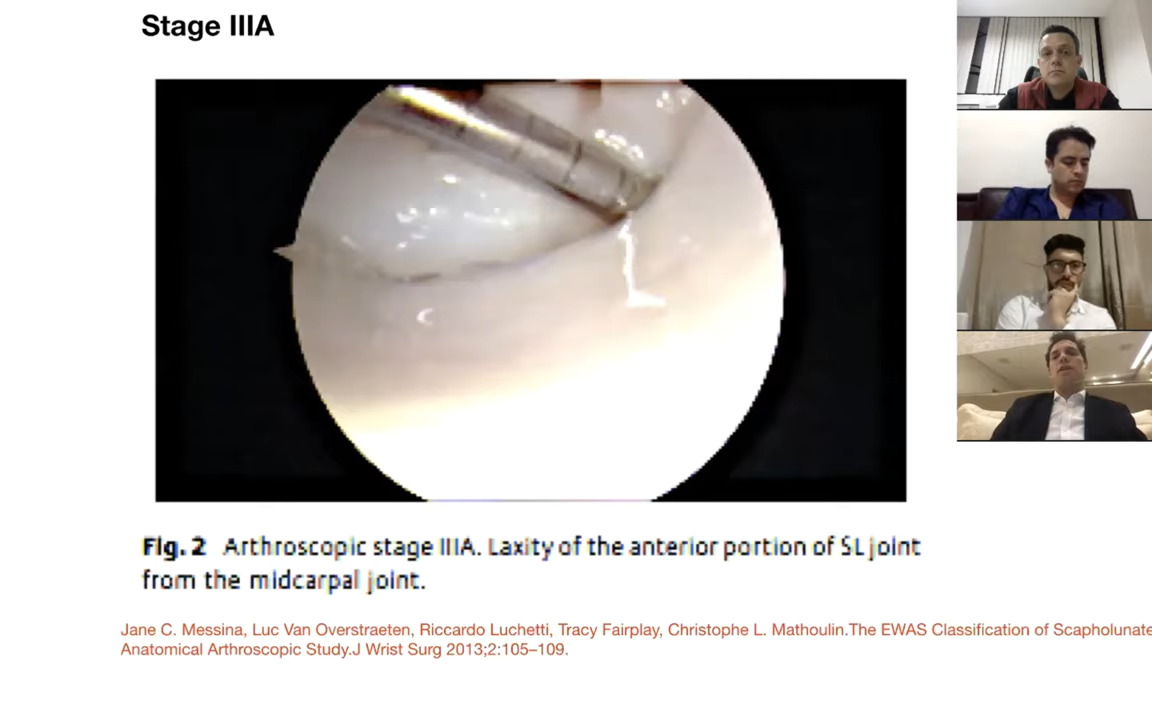 Stage IIIA
Fig. 2 Arthroscopic stage IIIA. Laxity of the anterior portion of SL joint
from the midcarpal joint.
Jane C. Messina, Luc Van Overstraeten, Riccardo Luchetti, Tracy Fairplay, Christophe L. Mathoulin.The EWAS Classification of Scapholunate
Anatomical Arthroscopic Study.J Wrist Surg 2013;2:105–109.